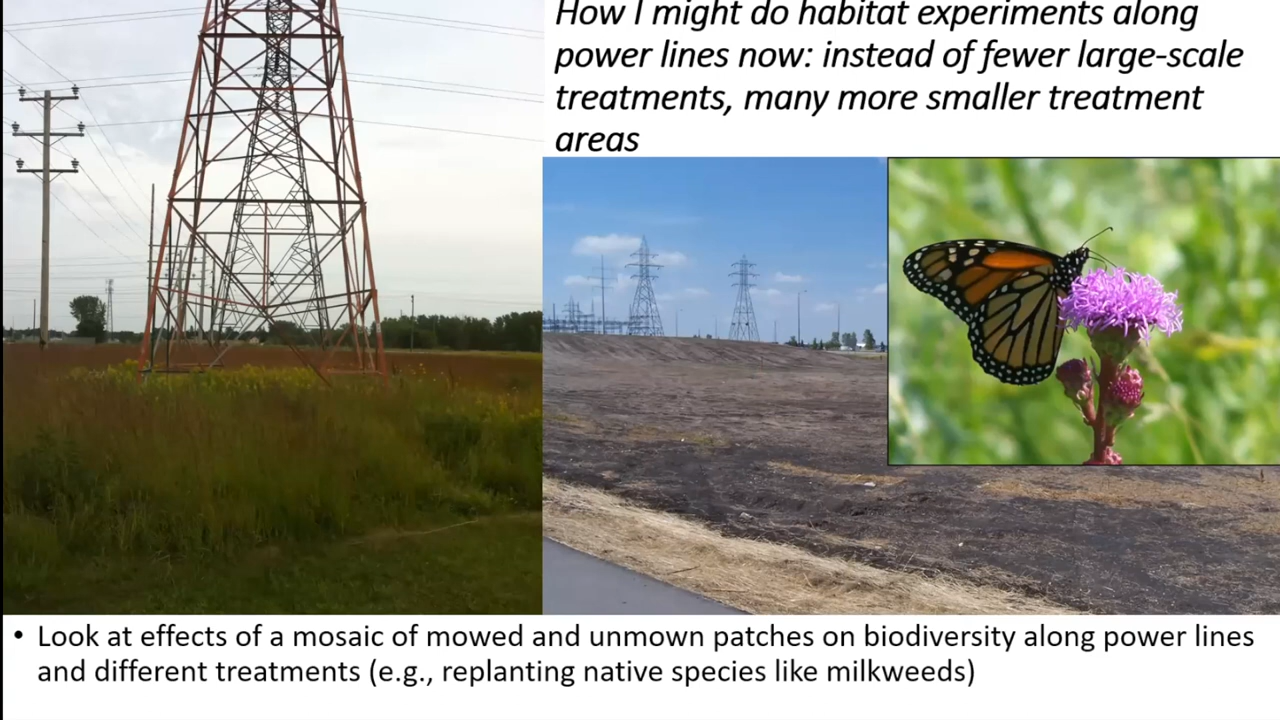 How I might do habitat experiments along
power lines now: instead of fewer large-scale
treatments, many more smaller treatment
areas
• Look at effects of a mosaic of mowed and unmown patches on biodiversity along power lines
and different treatments (e.g., replanting native species like milkweeds)